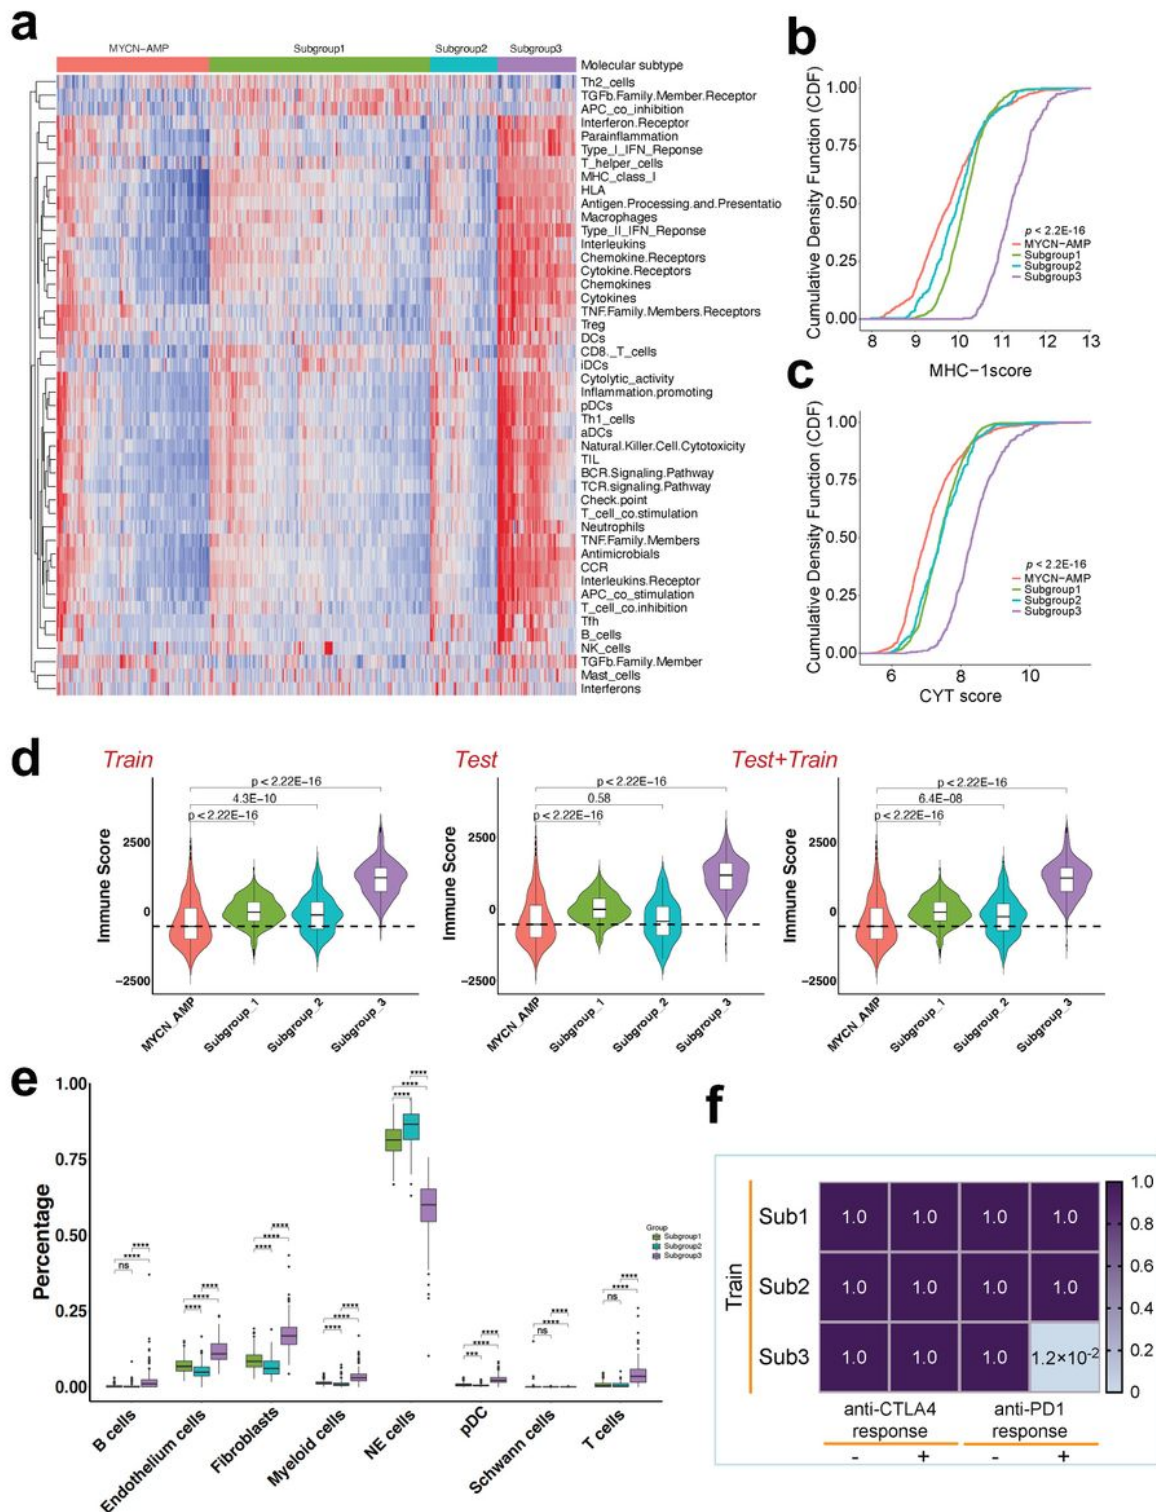 a
MYCN-AMP
Subgroup1
Subgroup2
Subgroup3
Molecular subtype
Th2_cells
TGFb.Family.Member.Receptor
APC_co_inhibition
Interferon.Receptor
Parainflammation
Type_I_IFN_Reponse
T_helper_cells
MHC_class_I
HLA
Antigen.Processing.and.Presentatio
Macrophages
Type_II_IFN_Reponse
Interleukins
Chemokine.Receptors
Cytokine.Receptors
Chemokines
Cytokines
TNF.Family.Members.Receptors
Treg
DCs
CD8._T_cells
iDCs
Cytolytic_activity
Inflammation.promoting
pDCs
Th1_cells
aDCs
Natural.Killer.Cell.Cytotoxicity
TIL
BCR.Signaling.Pathway
TCR.signaling.Pathway
Check.point
T_cell_co.stimulation
Neutrophils
TNF.Family.Members
Antimicrobials
CCR
Interleukins.Receptor
APC_co_stimulation
T_cell_co.inhibition
Tfh
B_cells
NK_cells
TGFb.Family.Member
Mast_cells
Interferons
b
Cumulative Density Function (CDF)
1.00
0.75
0.50
0.25
0.00
p < 2.2E-16
MYCN-AMP
Subgroup1
Subgroup2
Subgroup3
8 9 10 11 12 13
MHC-1score
c
Cumulative Density Function (CDF)
1.00
0.75
0.50
0.25
0.00
p < 2.2E-16
MYCN-AMP
Subgroup1
Subgroup2
Subgroup3
6 8 10
CYT score
d
Train
p < 2.22E-16
4.3E-10
p < 2.22E-16
Immune Score
2500
0
-2500
MYCN_AMP
Subgroup_1
Subgroup_2
Subgroup_3
Test
p < 2.22E-16
0.58
p < 2.22E-16
Immune Score
2500
0
-2500
MYCN_AMP
Subgroup_1
Subgroup_2
Subgroup_3
Test+Train
p < 2.22E-16
6.4E-08
p < 2.22E-16
Immune Score
2500
0
-2500
MYCN_AMP
Subgroup_1
Subgroup_2
Subgroup_3
e
Percentage
1.00
0.75
0.50
0.25
0.00
****
****
ns
****
****
****
****
****
****
****
****
****
****
****
****
****
****
***
****
****
ns
****
****
ns
Group
Subgroup1
Subgroup2
Subgroup3
B cells
Endothelium cells
Fibroblasts
Myeloid cells
NE cells
pDC
Schwann cells
T cells
f
Train
Sub1 1.0 1.0 1.0 1.0
Sub2 1.0 1.0 1.0 1.0
Sub3 1.0 1.0 1.0 1.2×10⁻²
1.0
0.8
0.6
0.4
0.2
0
anti-CTLA4 response
anti-PD1 response
- + - +